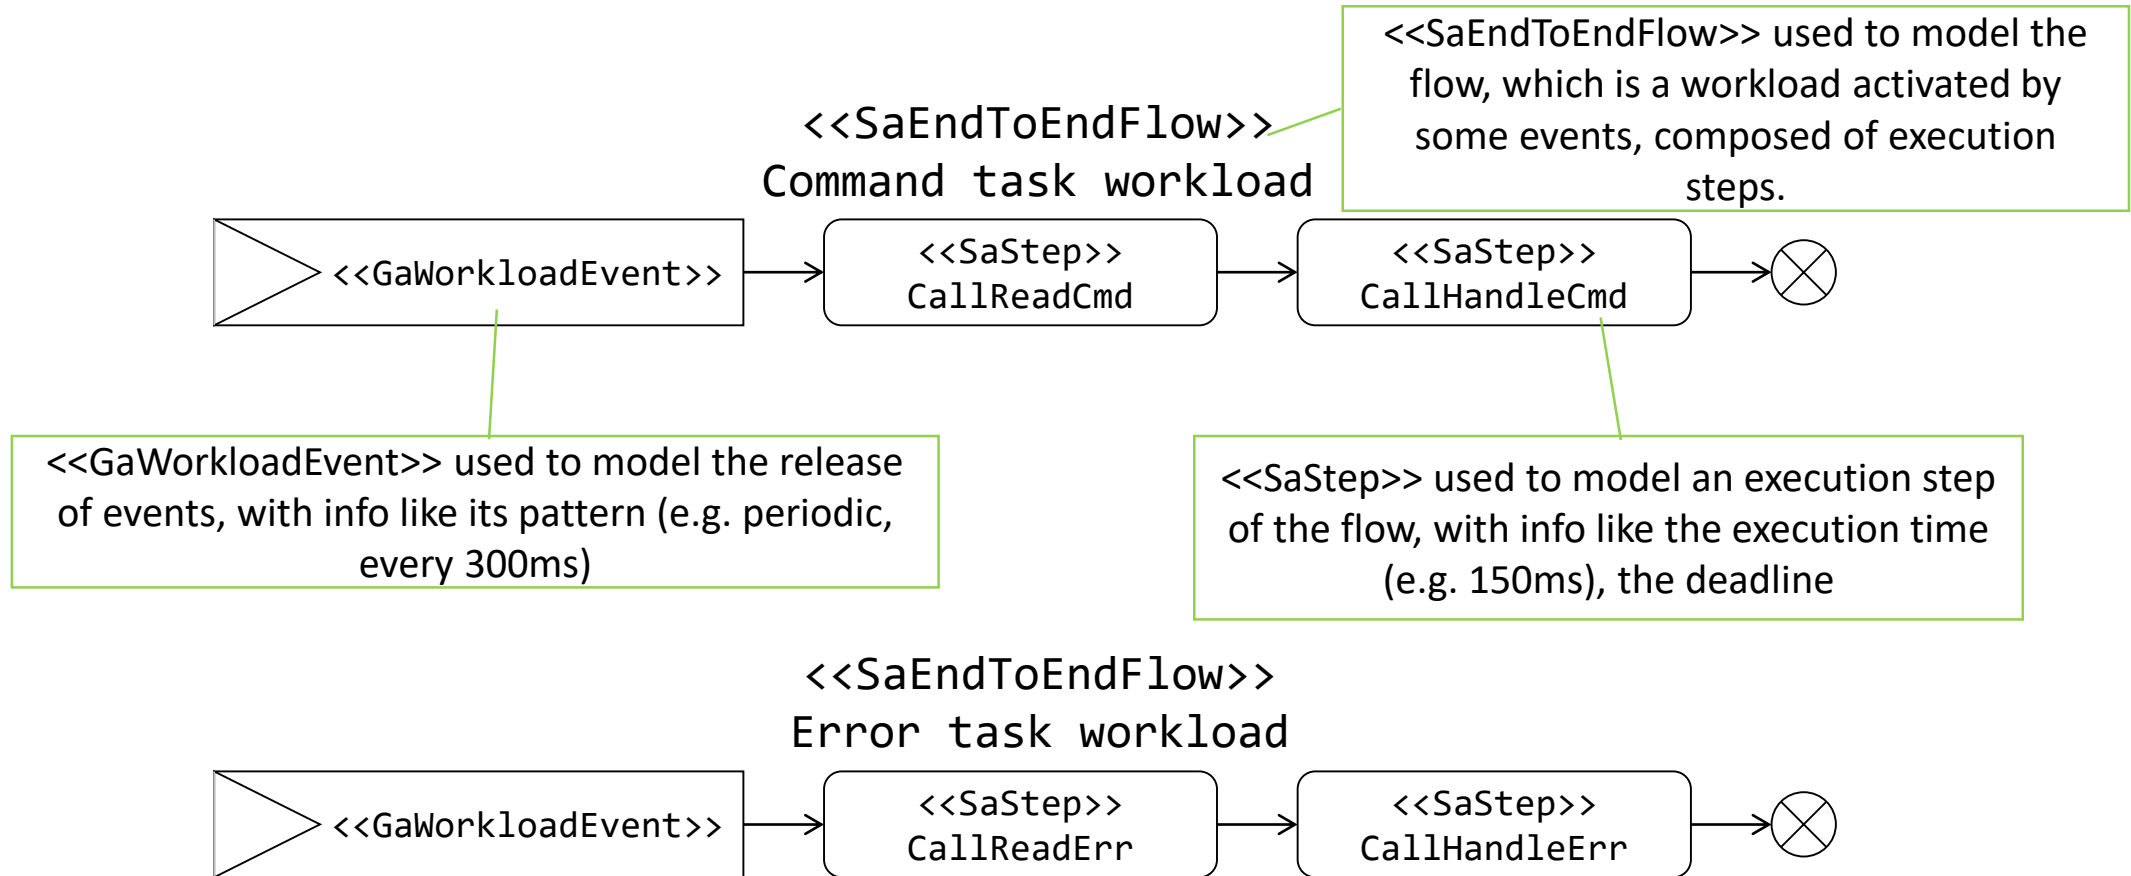 <<SaEndToEndFlow>> used to model the
flow, which is a workload activated by
some events, composed of execution
steps.
<<SaEndToEndFlow>>
Command task workload
<<GaWorkloadEvent>>
<<SaStep>>
CallReadCmd
<<SaStep>>
CallHandleCmd
<<GaWorkloadEvent>> used to model the release
of events, with info like its pattern (e.g. periodic,
every 300ms)
<<SaStep>> used to model an execution step
of the flow, with info like the execution time
(e.g. 150ms), the deadline
<<SaEndToEndFlow>>
Error task workload
<<GaWorkloadEvent>>
<<SaStep>>
CallReadErr
<<SaStep>>
CallHandleErr